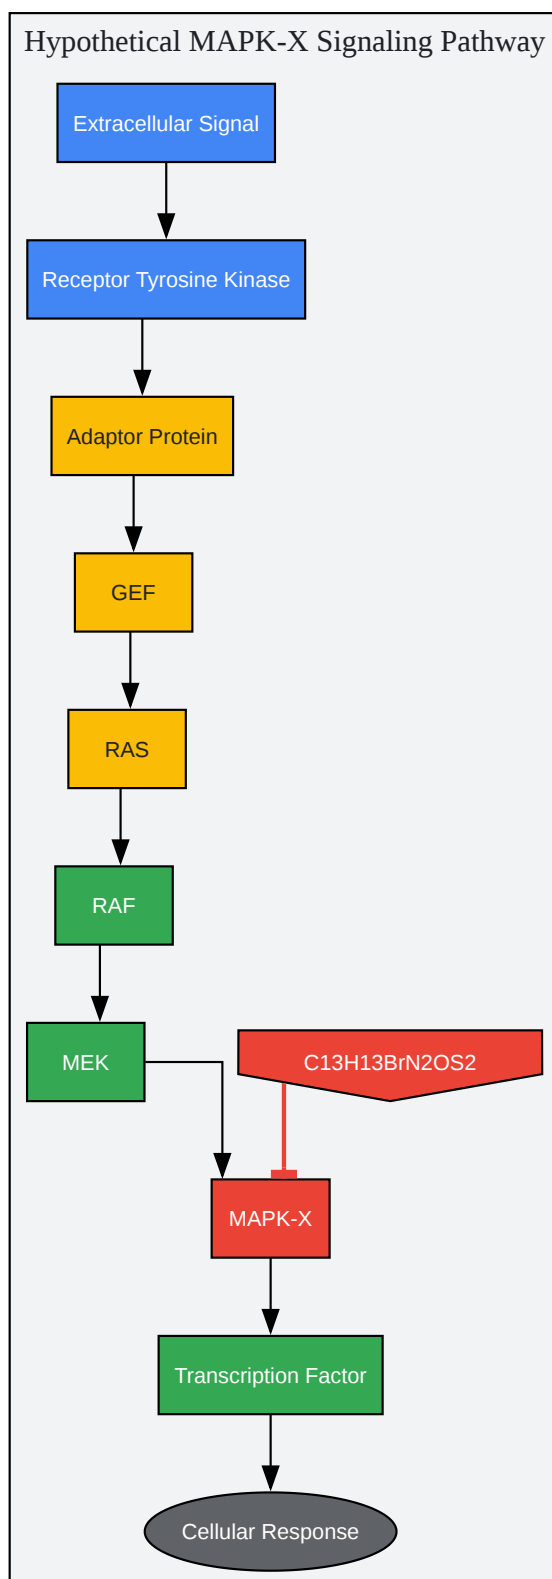 Hypothetical MAPK-X Signaling Pathway
Extracellular Signal
Receptor Tyrosine Kinase
Adaptor Protein
GEF
RAS
RAF
MEK
C13H13BrN2OS2
MAPK-X
Transcription Factor
Cellular Response